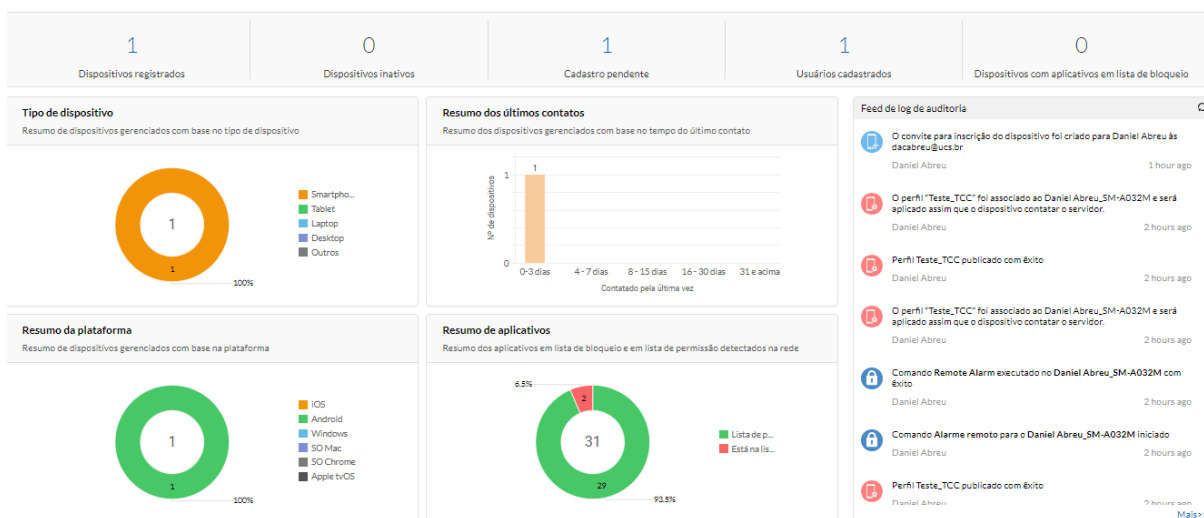 1
0
1
1
0
Dispositivos registrados
Dispositivos inativos
Cadastro pendente
Usuários cadastrados
Dispositivos com aplicativos em lista de bloqueio
Tipo de dispositivo
Resumo de dispositivos gerenciados com base no tipo de dispositivo
1
1
100%
Smartpho...
Tablet
Laptop
Desktop
Outros
Resumo dos últimos contatos
Resumo dos dispositivos gerenciados com base no tempo do último contato
Nº de dispositivos
1
0
1
0-3 dias
4 - 7 dias
8 - 15 dias
16 - 30 dias
31 e acima
Contatado pela última vez
Resumo da plataforma
Resumo de dispositivos gerenciados com base na plataforma
1
1
100%
iOS
Android
Windows
SO Mac
SO Chrome
Apple tvOS
Resumo de aplicativos
Resumo dos aplicativos em lista de bloqueio e em lista de permissão detectados na rede
6.5%
2
31
29
93.5%
Lista de p...
Está na lis...
Feed de log de auditoria
O convite para inscrição do dispositivo foi criado para Daniel Abreu às
dacabreu@ucs.br
Daniel Abreu
1 hour ago
O perfil "Teste_TCC" foi associado ao Daniel Abreu_SM-A032M e será
aplicado assim que o dispositivo contatar o servidor.
Daniel Abreu
2 hours ago
Perfil Teste_TCC publicado com êxito
Daniel Abreu
2 hours ago
O perfil "Teste_TCC" foi associado ao Daniel Abreu_SM-A032M e será
aplicado assim que o dispositivo contatar o servidor.
Daniel Abreu
2 hours ago
Comando Remote Alarm executado no Daniel Abreu_SM-A032M com
êxito
Daniel Abreu
2 hours ago
Comando Alarme remoto para o Daniel Abreu_SM-A032M iniciado
Daniel Abreu
2 hours ago
Perfil Teste_TCC publicado com êxito
Daniel Abreu
2 hours ago
Mais>